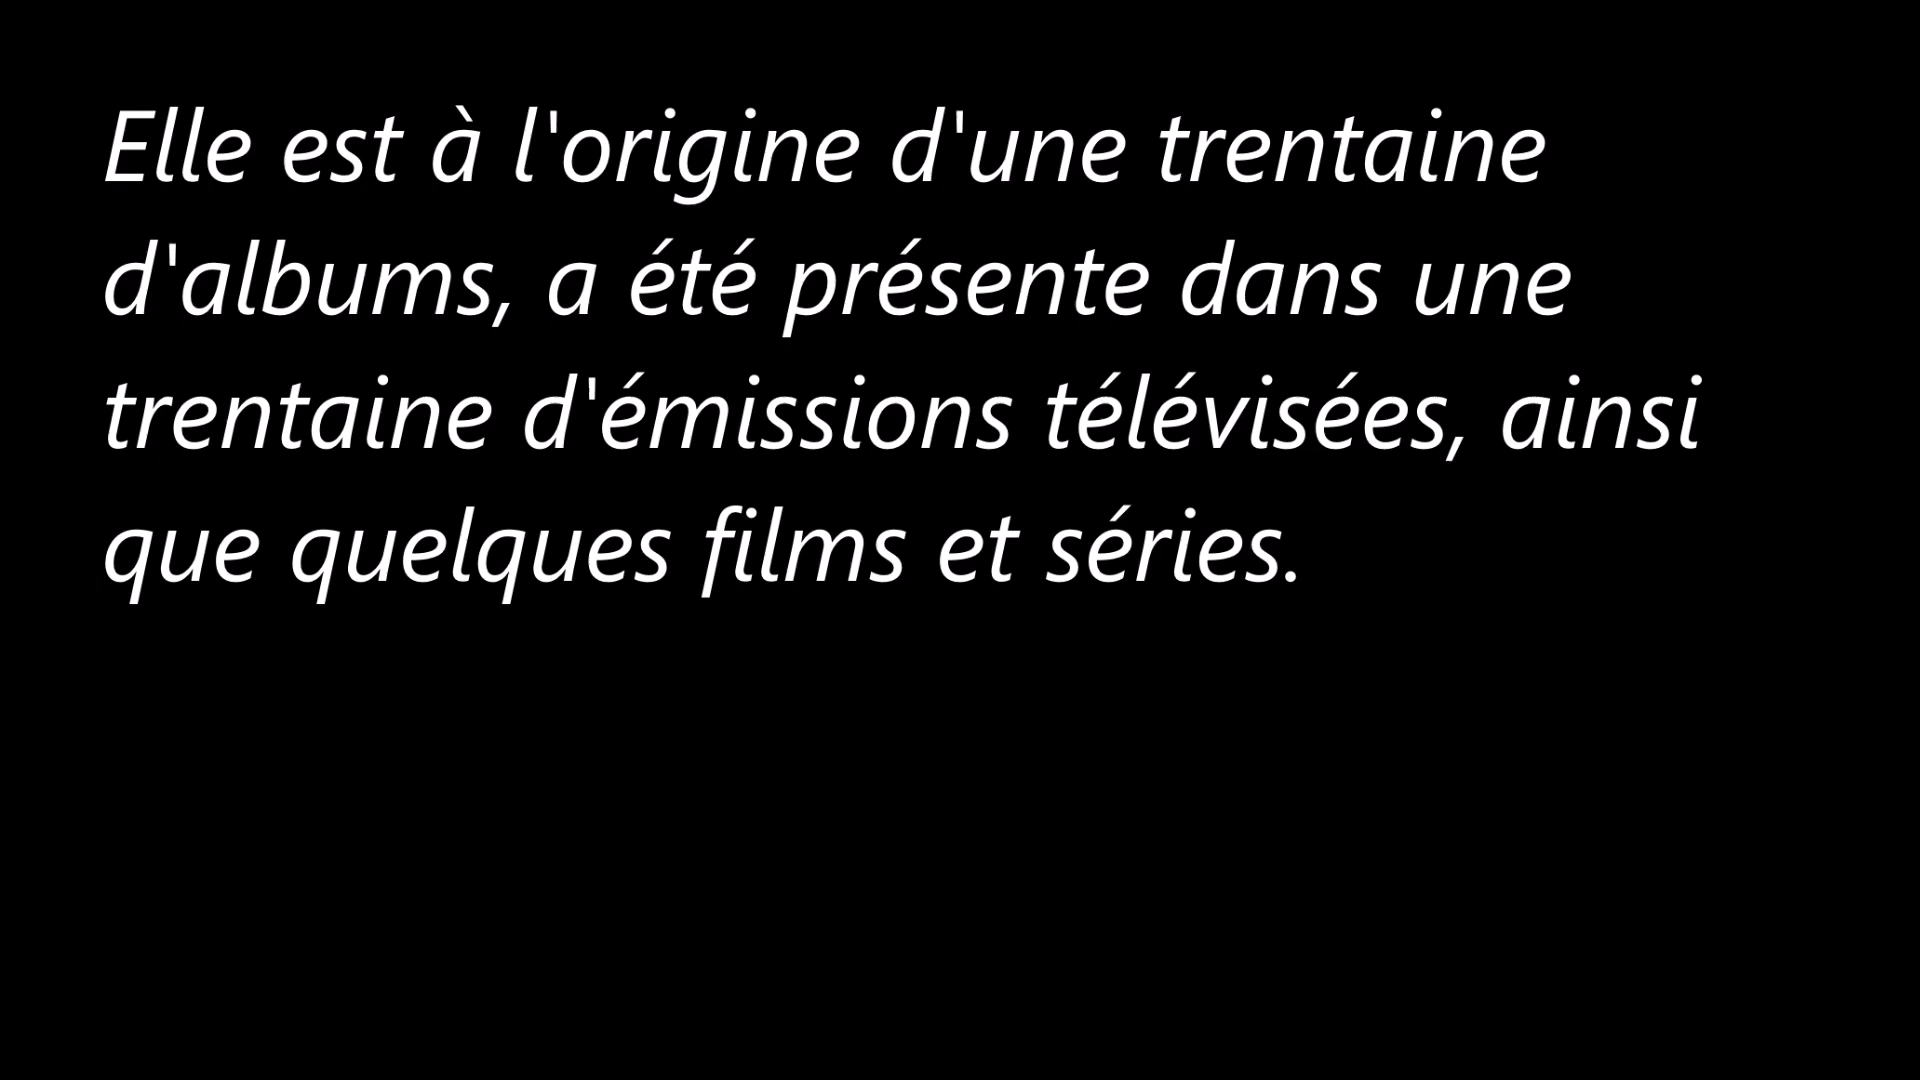 Elle est à l'origine d'une trentaine
d'albums, a été présente dans une
trentaine d'émissions télévisées, ainsi
que quelques films et séries.